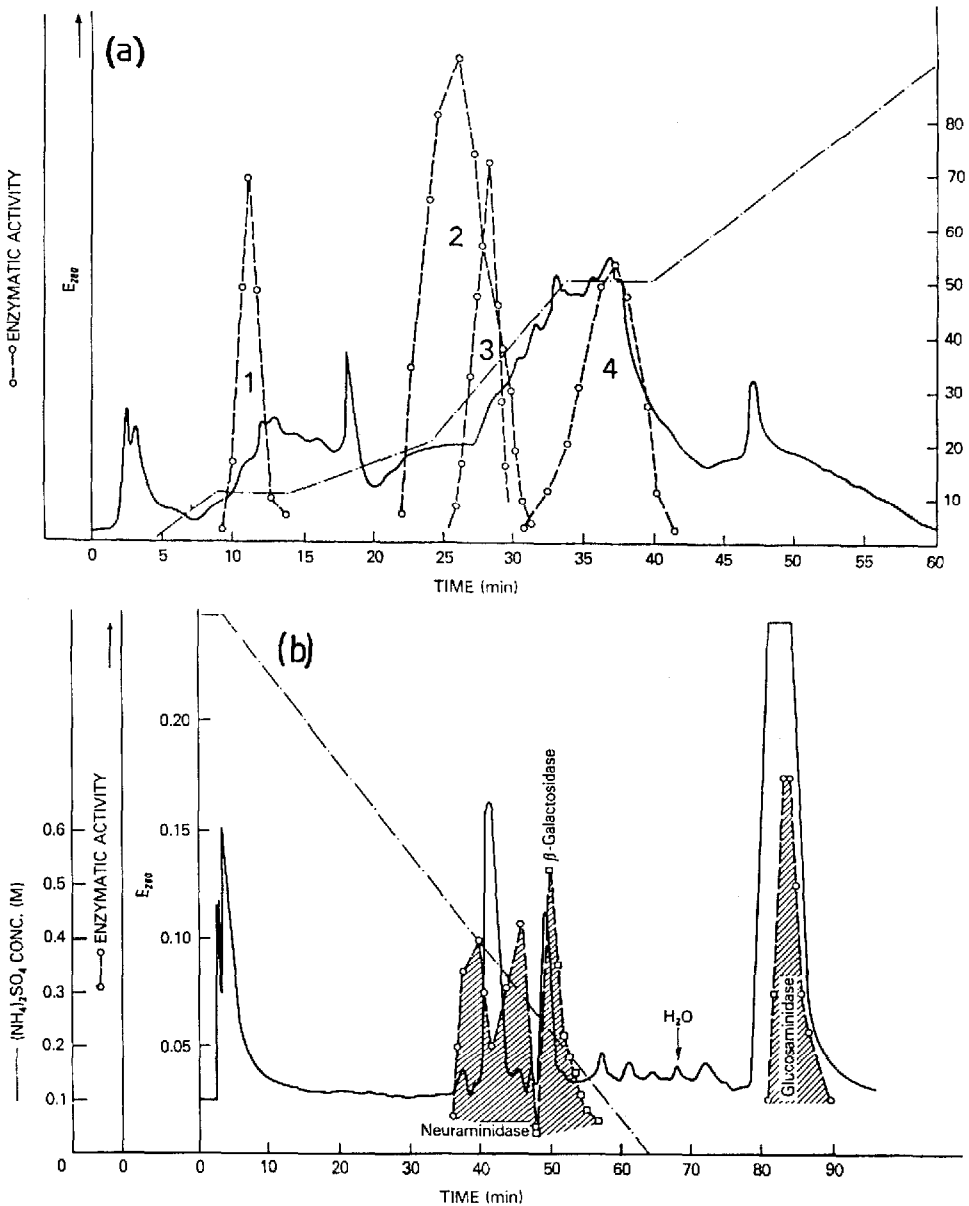 (a)
ENZYMATIC ACTIVITY
E280
80
70
60
50
40
30
20
10
1
2
3
4
0 5 10 15 20 25 30 35 40 45 50 55 60
TIME (min)
(b)
(NH4)2SO4 CONC. (M)
ENZYMATIC ACTIVITY
E280
0.6
0.5
0.4
0.3
0.2
0.1
0
0
0.20
0.15
0.10
0.05
β-Galactosidase
Neuraminidase
H2O
Glucosaminidase
0 10 20 30 40 50 60 70 80 90
TIME (min)